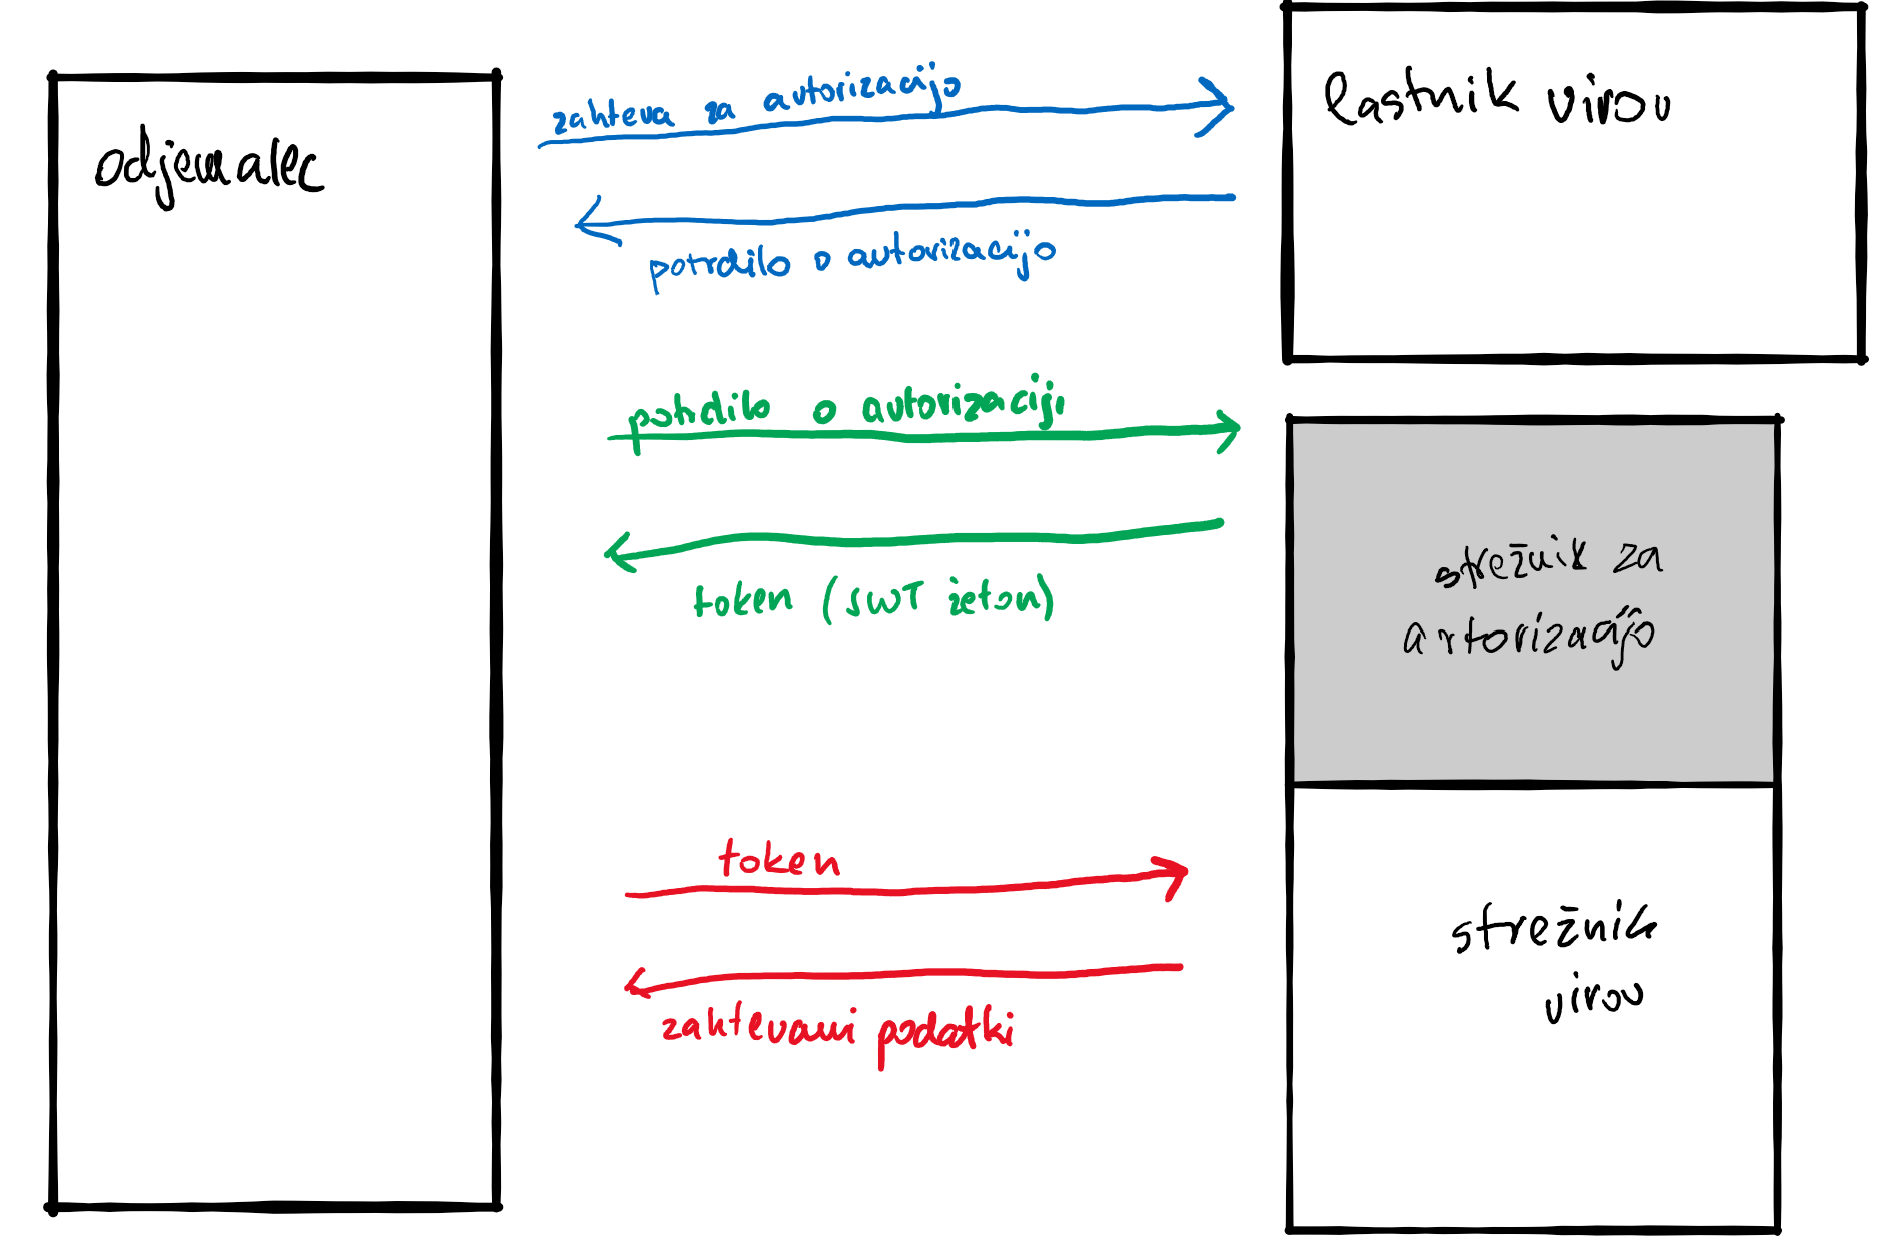 odjemalec
zahteva za avtorizacijo
lastnik virov
potrdilo o avtorizacijo
potrdilo o avtorizaciji
token (SWT žeton)
strežnik za
avtorizacijo
token
zahtevani podatki
strežnik
virov